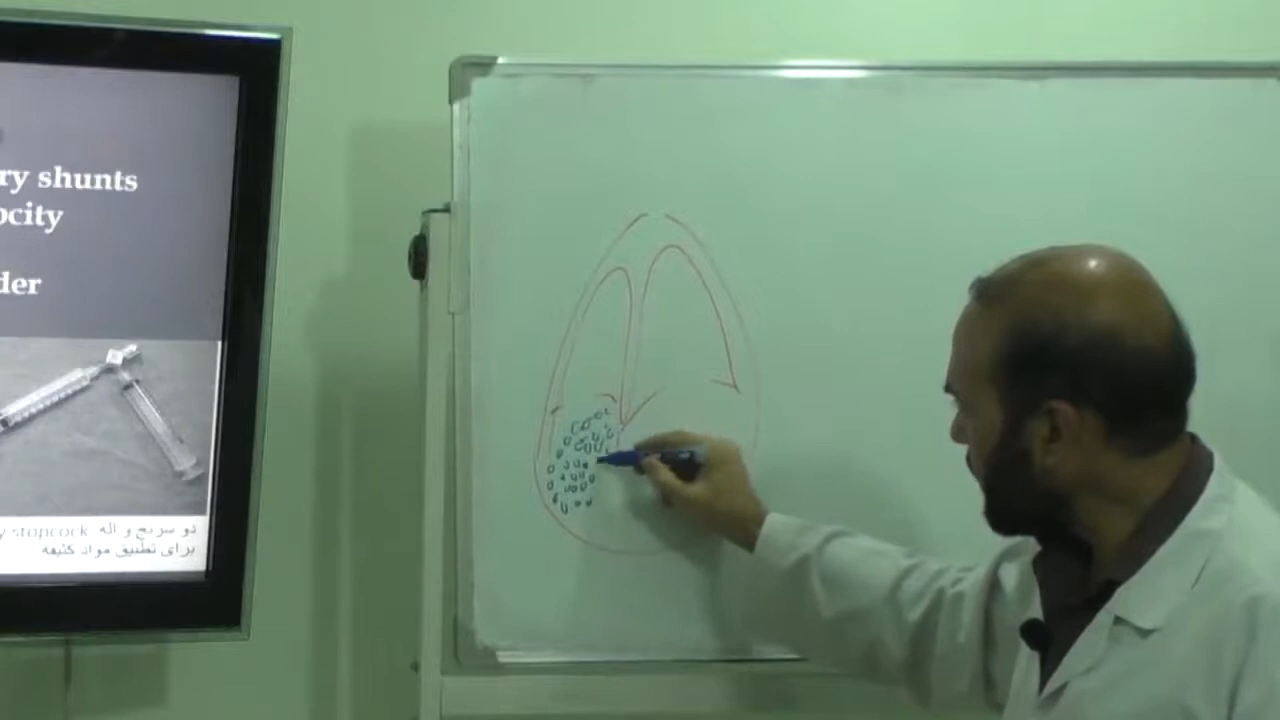 ry shunts
ocity
der
y stopcock دو سرنج و اله
برای تطبیق مواد کثیفه